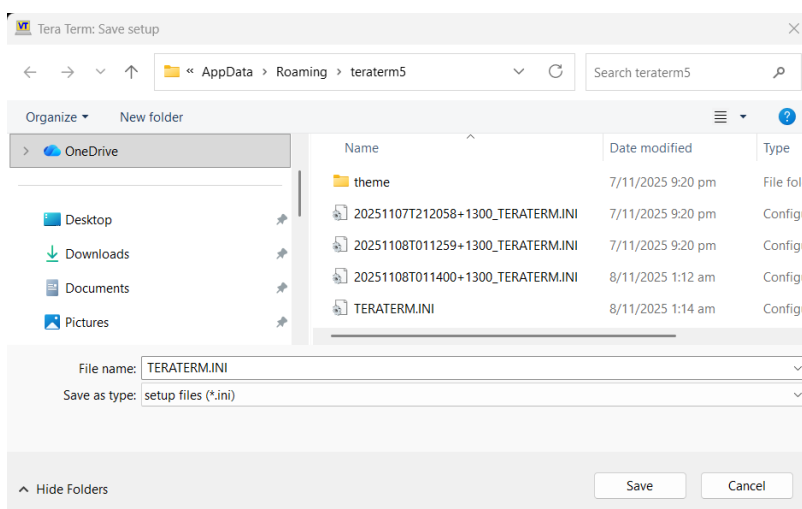 VT Tera Term: Save setup
« AppData > Roaming > teraterm5
Search teraterm5
Organize New folder
?
OneDrive
Desktop
Downloads
Documents
Pictures
Name Date modified Type
theme 7/11/2025 9:20 pm File fol
20251107T212058+1300_TERATERM.INI 7/11/2025 9:20 pm Config
20251108T011259+1300_TERATERM.INI 7/11/2025 9:20 pm Config
20251108T011400+1300_TERATERM.INI 8/11/2025 1:12 am Config
TERATERM.INI 8/11/2025 1:14 am Config
File name: TERATERM.INI
Save as type: setup files (*.ini)
Hide Folders
Save
Cancel